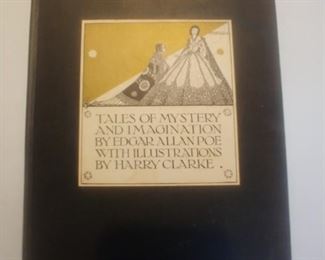 TALES OF MYSTERY
AND IMAGINATION
BY EDGAR ALLAN POE
WITH ILLUSTRATIONS
BY HARRY CLARKE .